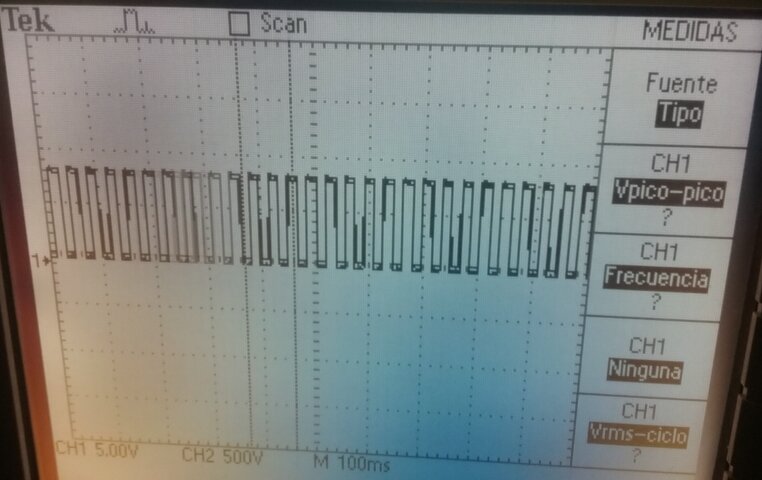 Tek Scan MEDIDAS
Fuente
Tipo
CH1
Vpico-pico
?
CH1
Frecuencia
?
CH1
Ninguna
CH1
Vrms-ciclo
?
1
CH1 5.00V CH2 500V M 100ms